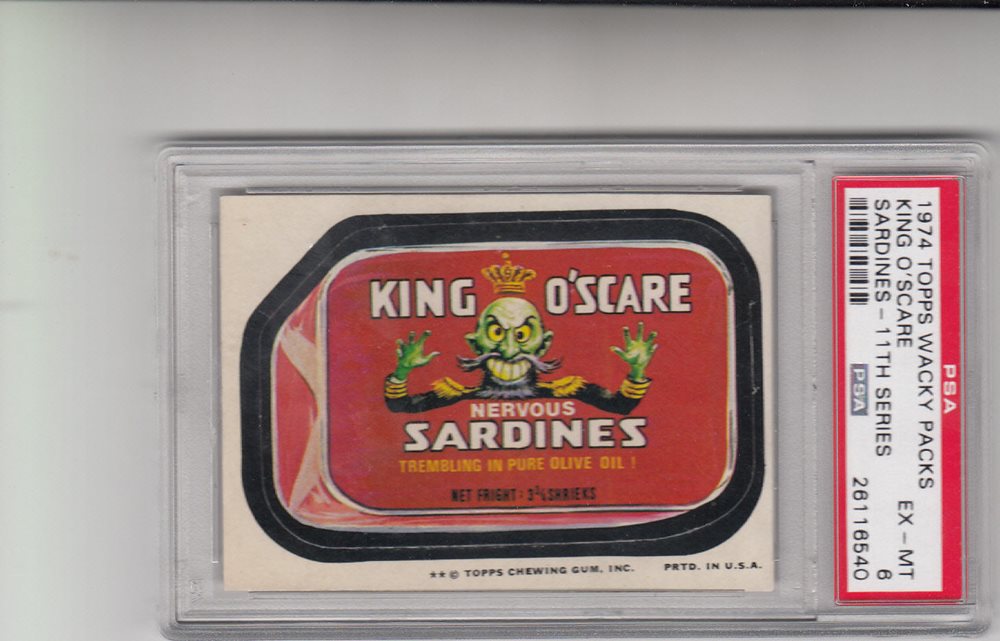 KING O'SCARE
NERVOUS
SARDINES
TREMBLING IN PURE OLIVE OIL !
NET FRIGHT: 3¾ SHRIEKS
**© TOPPS CHEWING GUM, INC. PRTD. IN U.S.A.
PSA
1974 TOPPS WACKY PACKS
KING O'SCARE EX - MT
SARDINES - 11TH SERIES 6
PSA 26116540